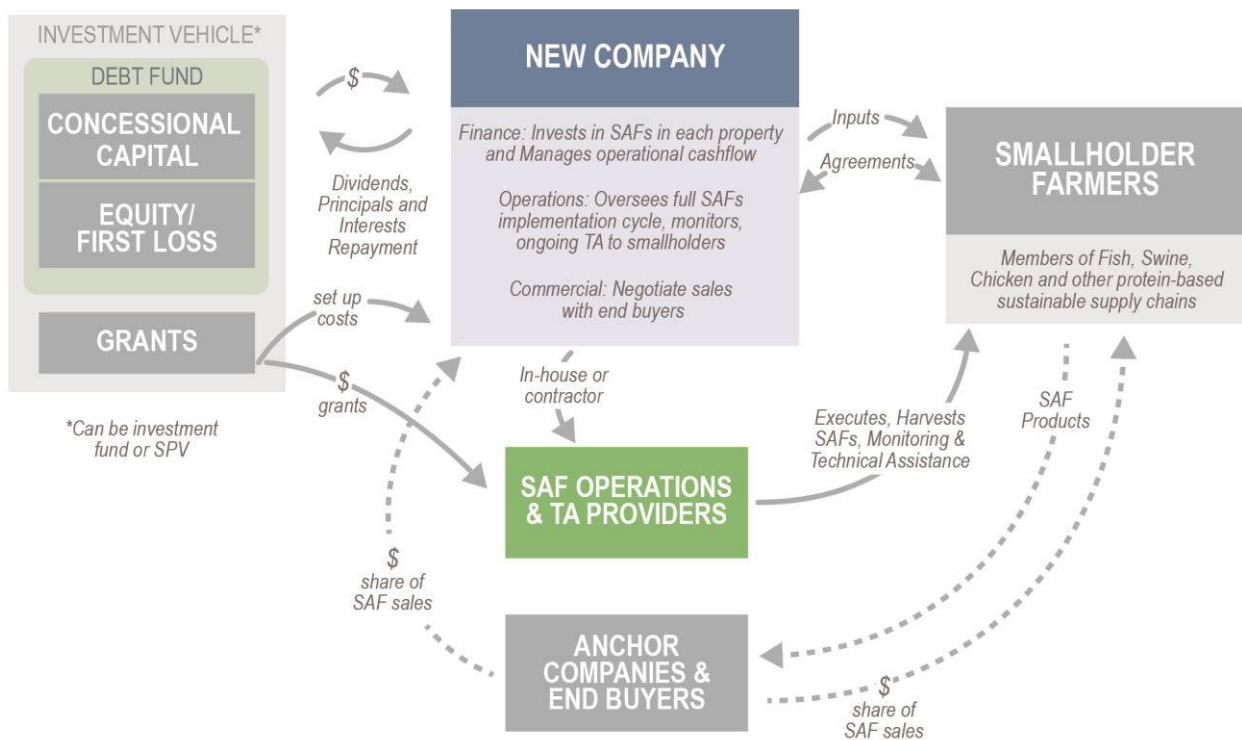 INVESTMENT VEHICLE*
DEBT FUND
CONCESSIONAL
CAPITAL
EQUITY/
FIRST LOSS
GRANTS
*Can be investment
fund or SPV
$
Dividends,
Principals and
Interests
Repayment
set up
costs
$
grants
NEW COMPANY
Finance: Invests in SAFs in each property
and Manages operational cashflow
Operations: Oversees full SAFs
implementation cycle, monitors,
ongoing TA to smallholders
Commercial: Negotiate sales
with end buyers
Inputs
Agreements
SMALLHOLDER
FARMERS
Members of Fish, Swine,
Chicken and other protein-based
sustainable supply chains
In-house or
contractor
SAF OPERATIONS
& TA PROVIDERS
Executes, Harvests
SAFs, Monitoring &
Technical Assistance
SAF
Products
$
share of
SAF sales
ANCHOR
COMPANIES &
END BUYERS
$
share of
SAF sales